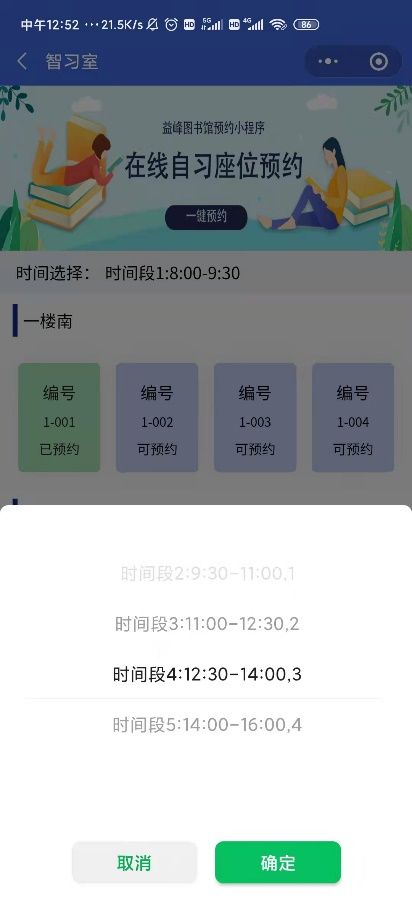 中午12:52 ··· 21.5K/s HD 5G HD 4G 86
智习室
益峰图书馆预约小程序
在线自习座位预约
一键预约
时间选择： 时间段1:8:00-9:30
一楼南
编号 编号 编号 编号
1-001 1-002 1-003 1-004
已预约 可预约 可预约 可预约
时间段2:9:30-11:00,1
时间段3:11:00-12:30,2
时间段4:12:30-14:00,3
时间段5:14:00-16:00,4
取消 确定